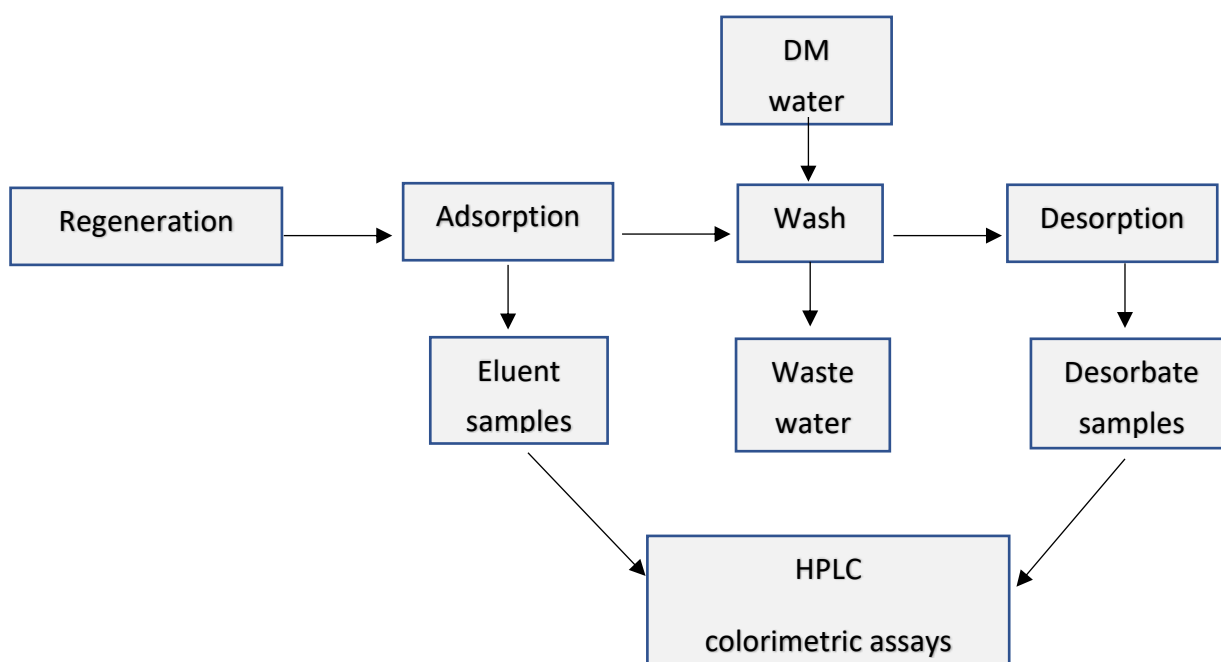 DM
water
Regeneration
Adsorption
Wash
Desorption
Eluent
samples
Waste
water
Desorbate
samples
HPLC
colorimetric assays